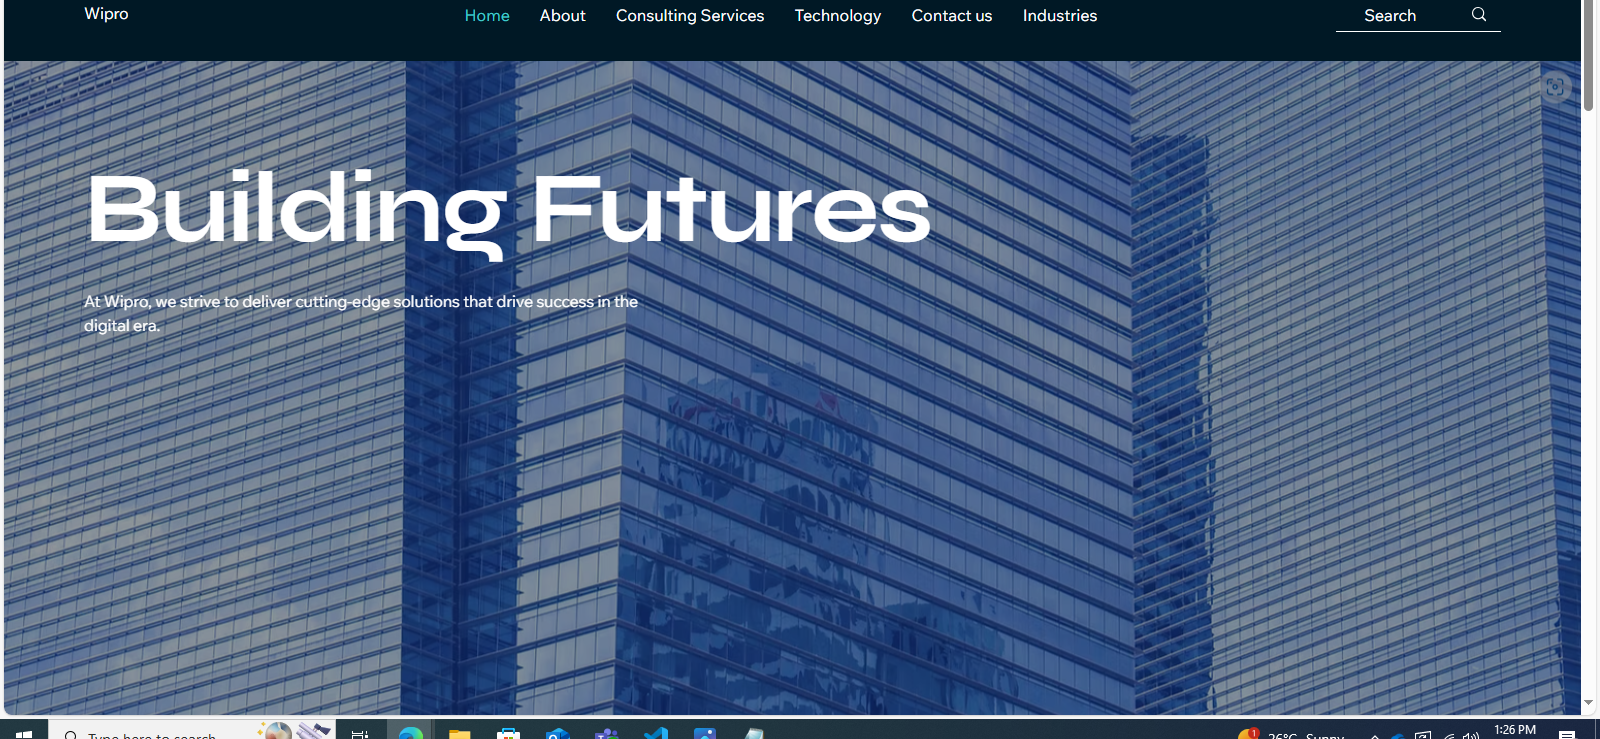 Wipro
Home About Consulting Services Technology Contact us Industries Search
Building Futures
At Wipro, we strive to deliver cutting-edge solutions that drive success in the
digital era.
Type here to search
1
26°C Sunny
1:26 PM